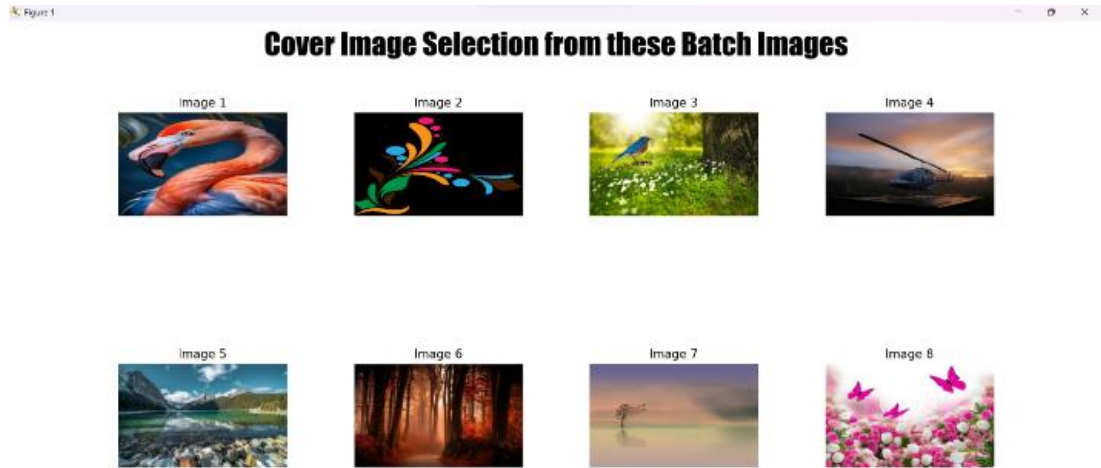 Figure 1
Cover Image Selection from these Batch Images
Image 1
Image 2
Image 3
Image 4
Image 5
Image 6
Image 7
Image 8